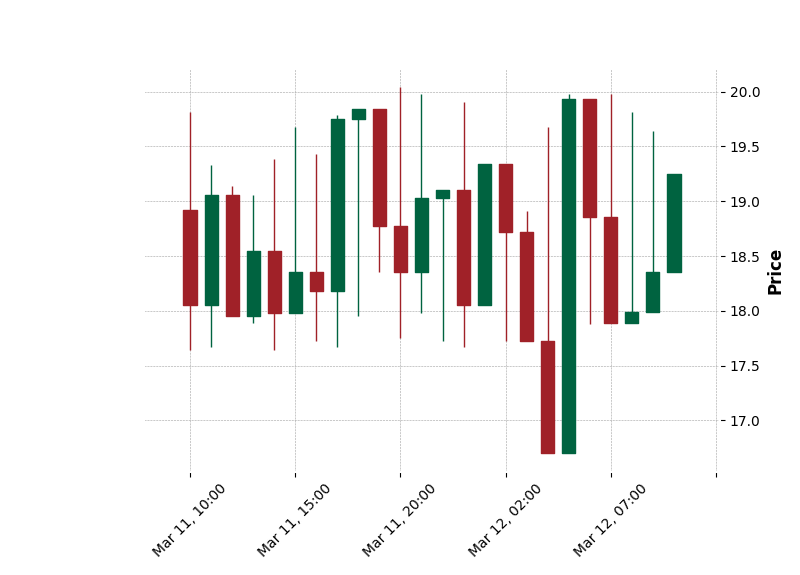 20.0
19.5
19.0
18.5
18.0
17.5
17.0
Price
Mar 11, 10:00
Mar 11, 15:00
Mar 11, 20:00
Mar 12, 02:00
Mar 12, 07:00